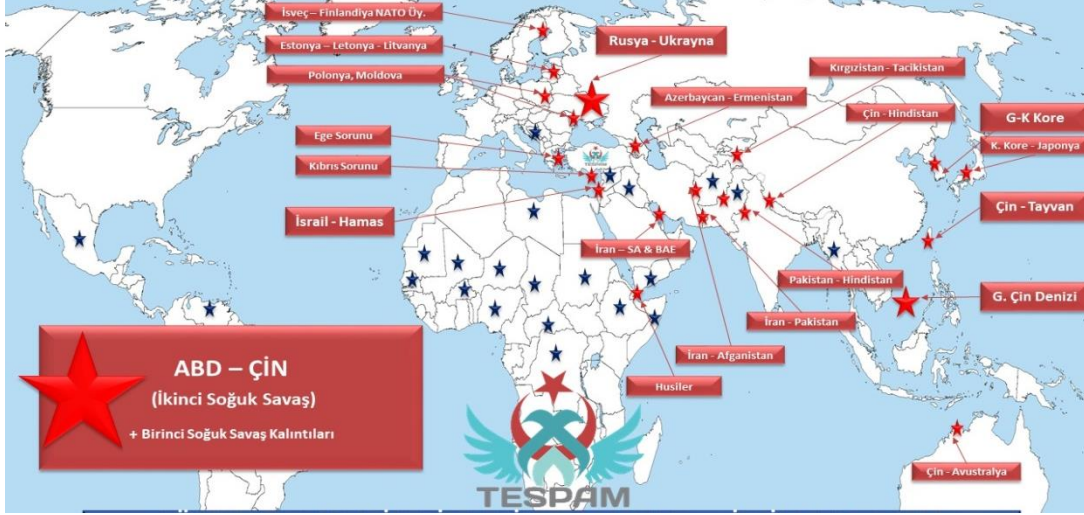 İsveç – Finlandiya NATO Üy.
Rusya - Ukrayna
Estonya – Letonya - Litvanya
Polonya, Moldova
Kırgızistan - Tacikistan
Azerbaycan - Ermenistan
Çin - Hindistan
G-K Kore
Ege Sorunu
K. Kore - Japonya
Kıbrıs Sorunu
TESPAM
Çin - Tayvan
İsrail - Hamas
İran – SA & BAE
Pakistan - Hindistan
G. Çin Denizi
İran - Pakistan
İran - Afganistan
Husiler
ABD – ÇİN
(İkinci Soğuk Savaş)
+ Birinci Soğuk Savaş Kalıntıları
Çin - Avustralya
TESPAM